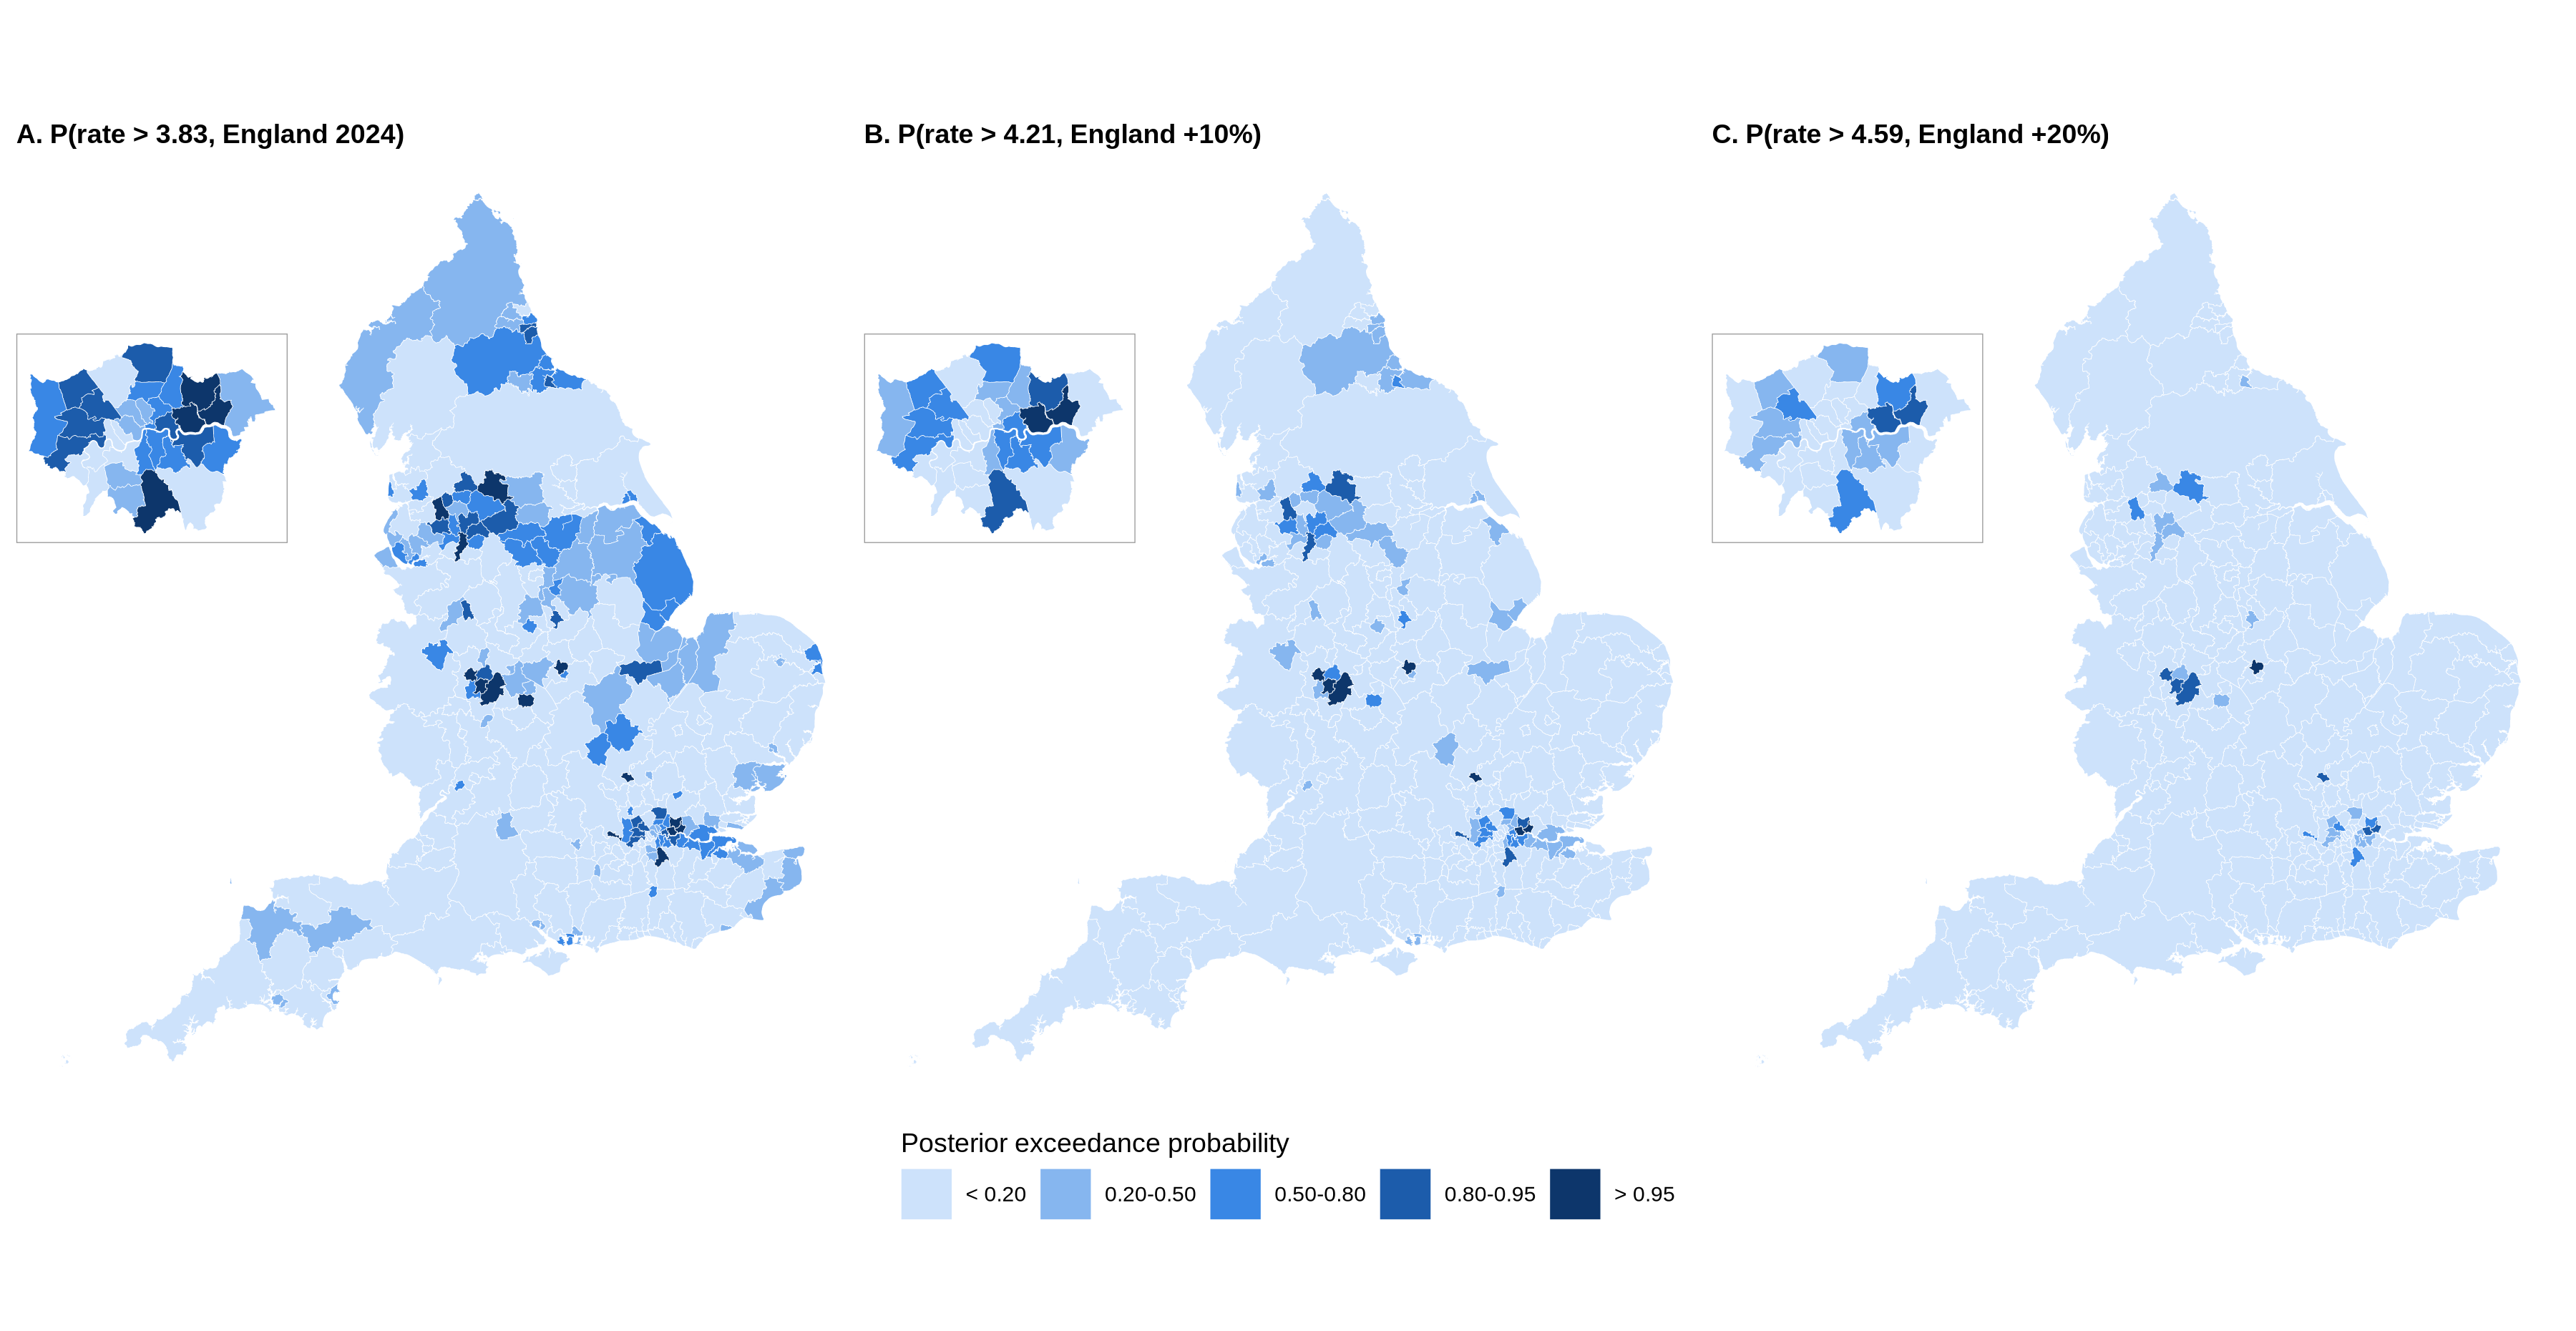 A. P(rate > 3.83, England 2024)
B. P(rate > 4.21, England +10%)
C. P(rate > 4.59, England +20%)
Posterior exceedance probability
< 0.20
0.20-0.50
0.50-0.80
0.80-0.95
> 0.95